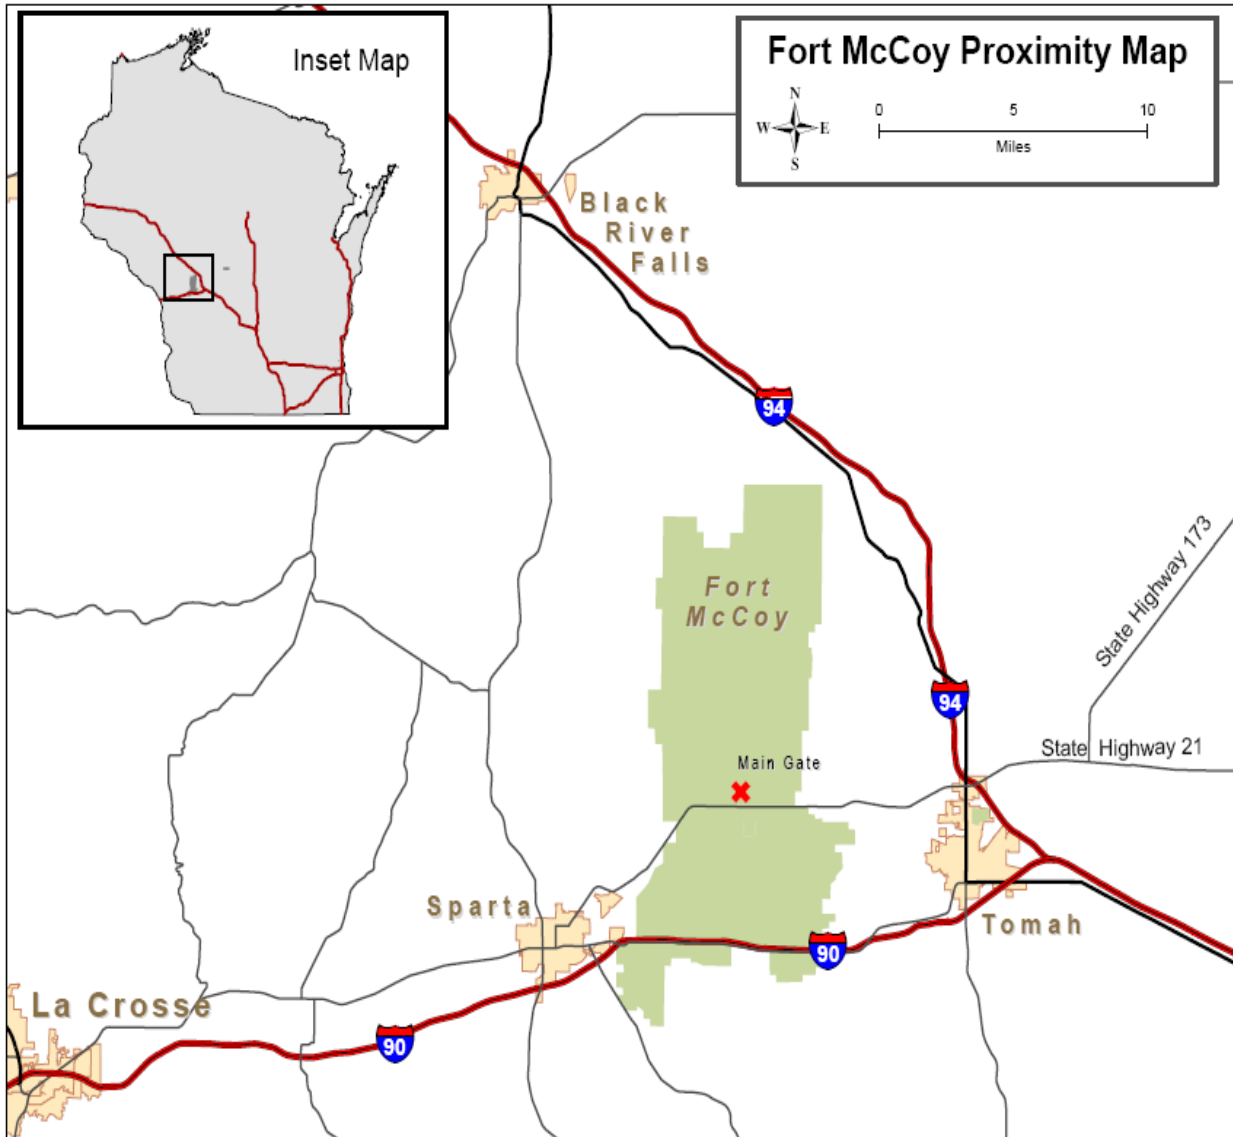 Inset Map
Fort McCoy Proximity Map
N
W E
S
0 5 10
Miles
Black
River
Falls
94
Fort
McCoy
State Highway 173
94
State Highway 21
Main Gate
Sparta
Tomah
90
La Crosse
90